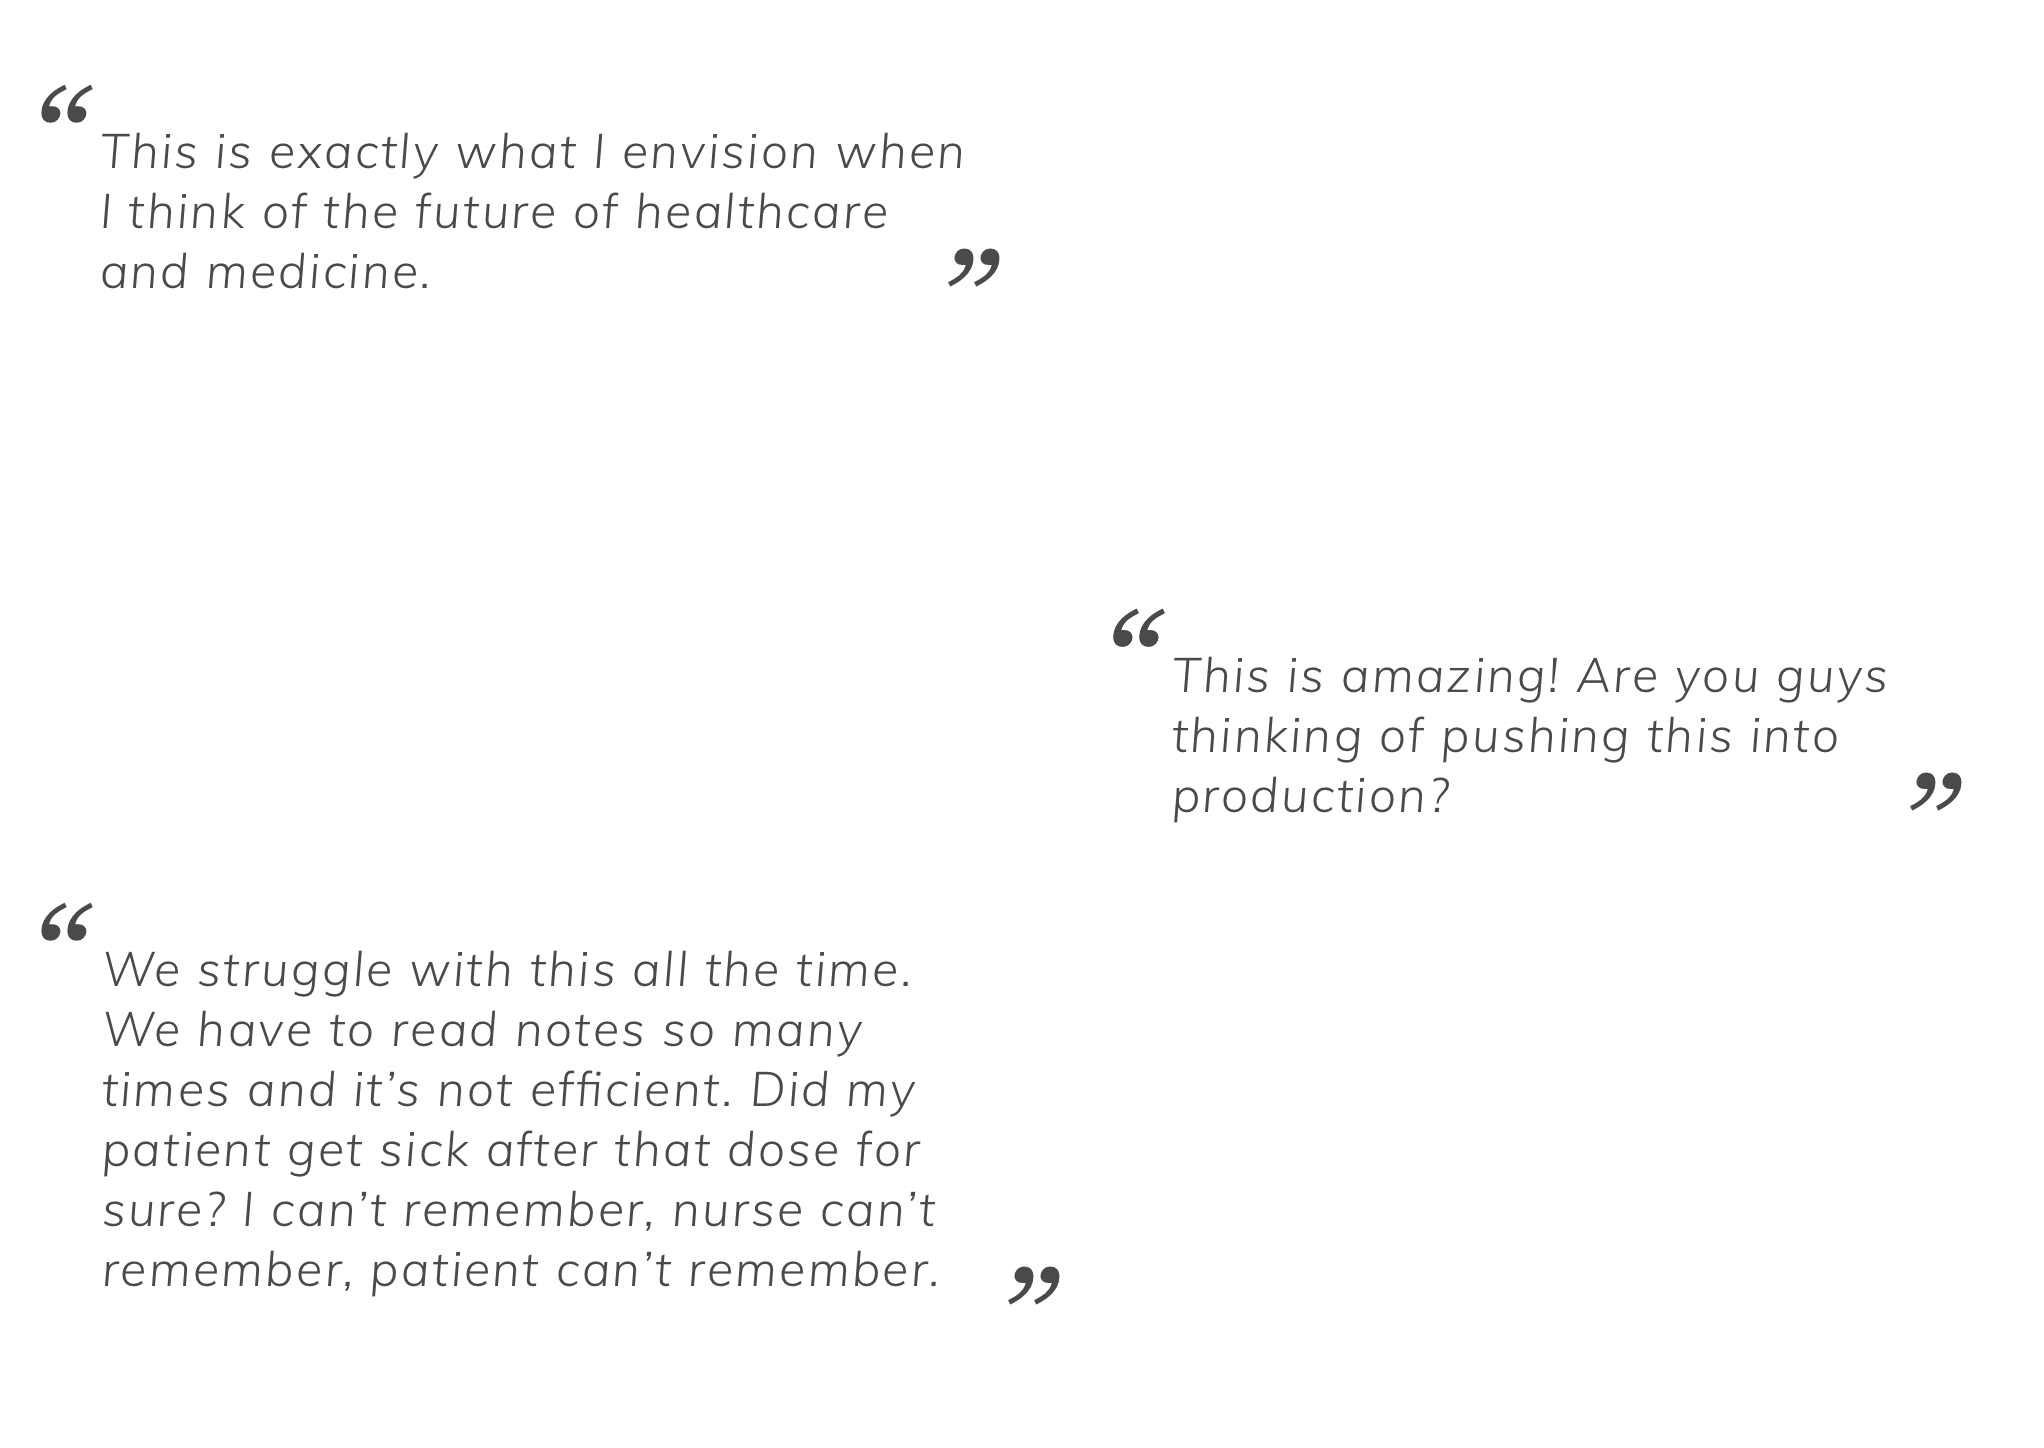 “
This is exactly what I envision when
I think of the future of healthcare
and medicine. ”
“
This is amazing! Are you guys
thinking of pushing this into
production? ”
“
We struggle with this all the time.
We have to read notes so many
times and it’s not efficient. Did my
patient get sick after that dose for
sure? I can’t remember, nurse can’t
remember, patient can’t remember. ”